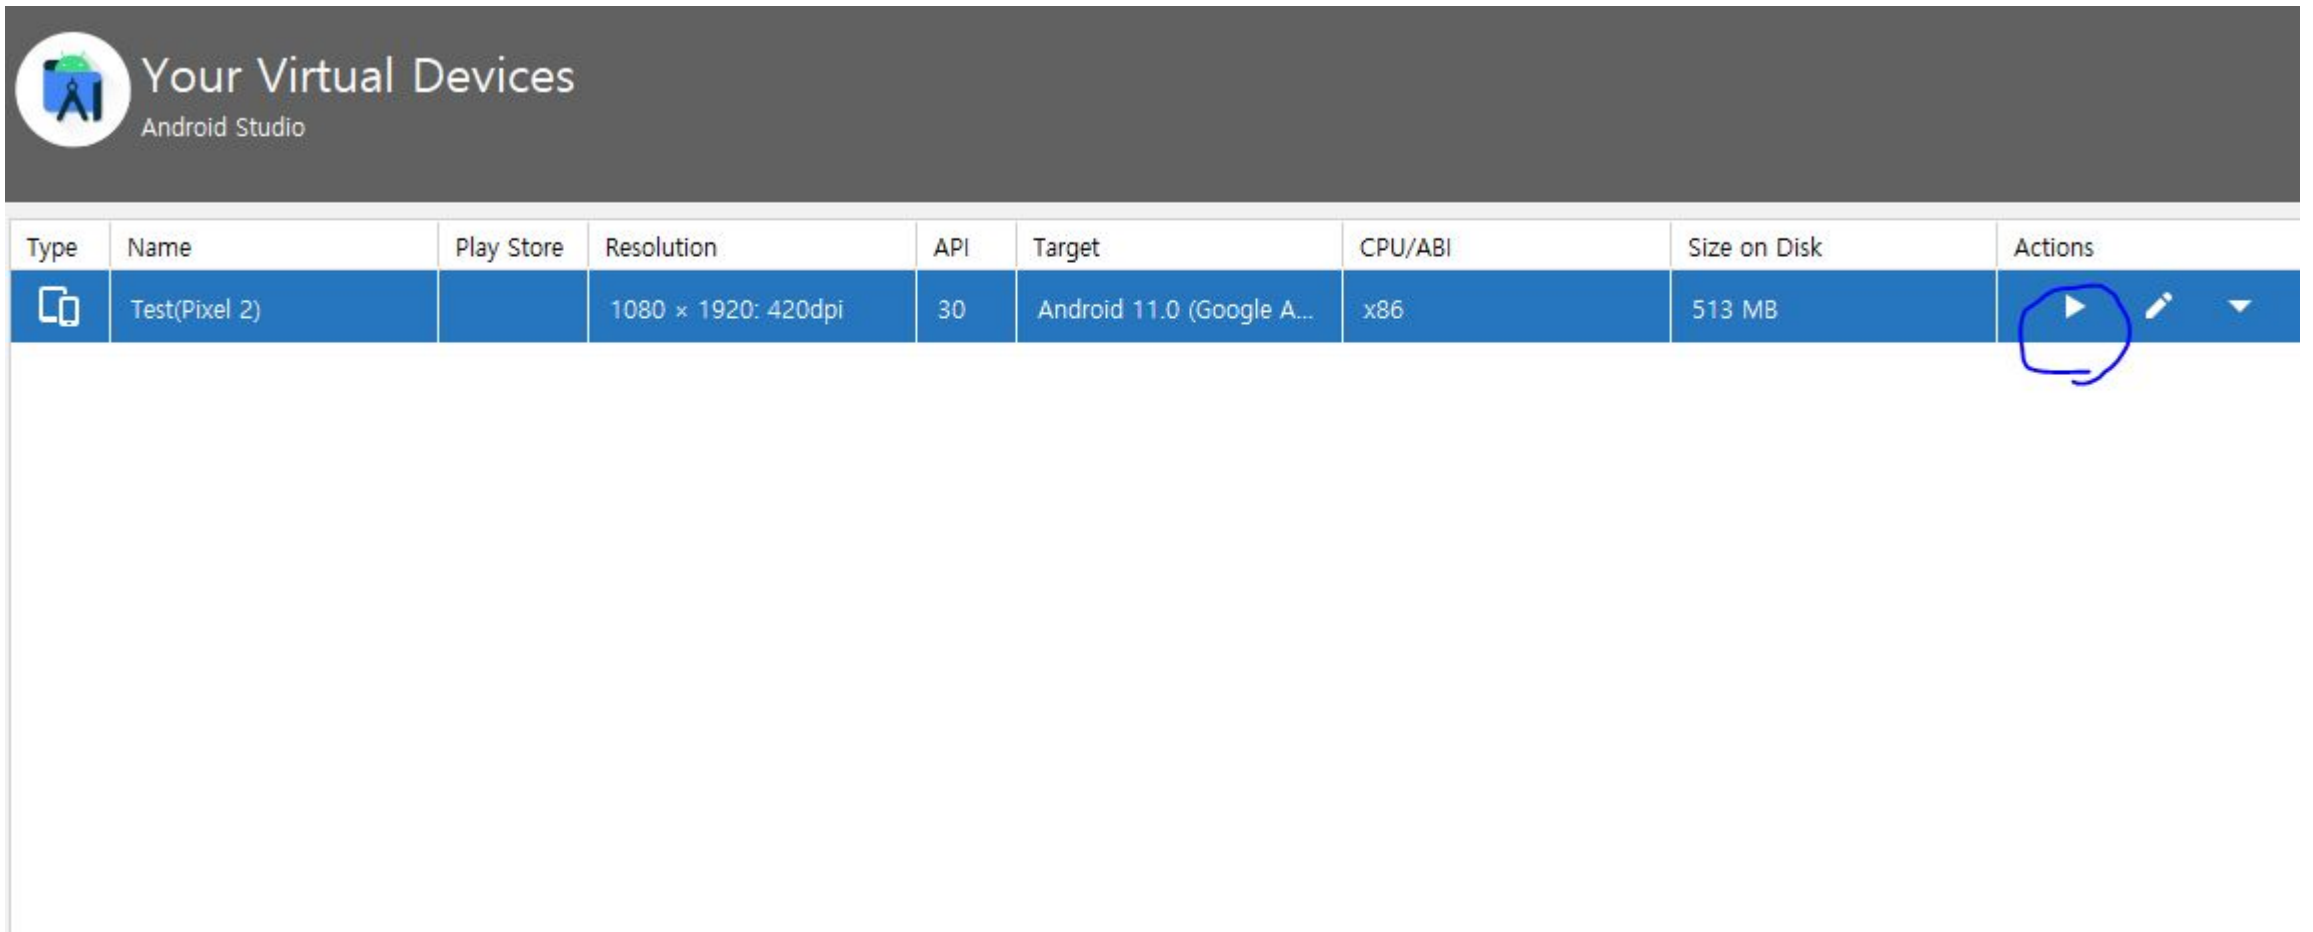 Your Virtual Devices
Android Studio
Type Name Play Store Resolution API Target CPU/ABI Size on Disk Actions
Test(Pixel 2) 1080 × 1920: 420dpi 30 Android 11.0 (Google A... x86 513 MB